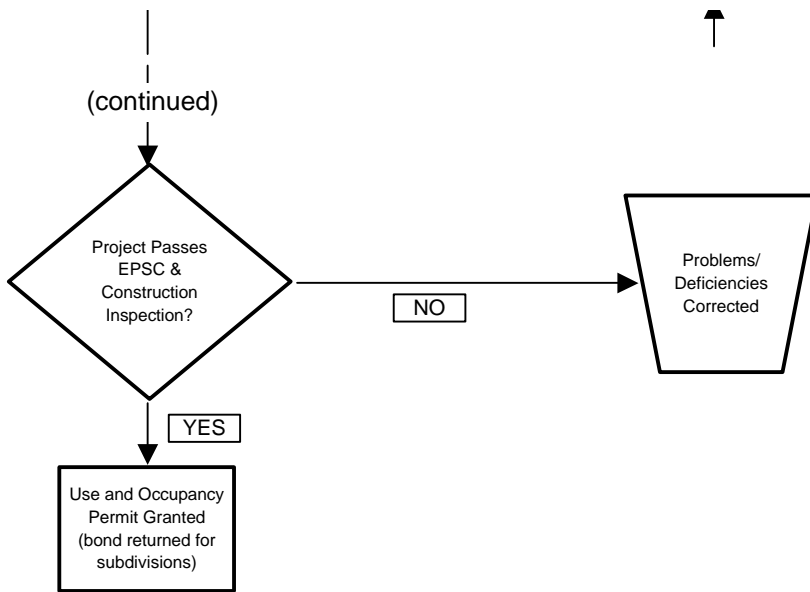 (continued)
Project Passes
EPSC &
Construction
Inspection?
NO
Problems/
Deficiencies
Corrected
YES
Use and Occupancy
Permit Granted
(bond returned for
subdivisions)